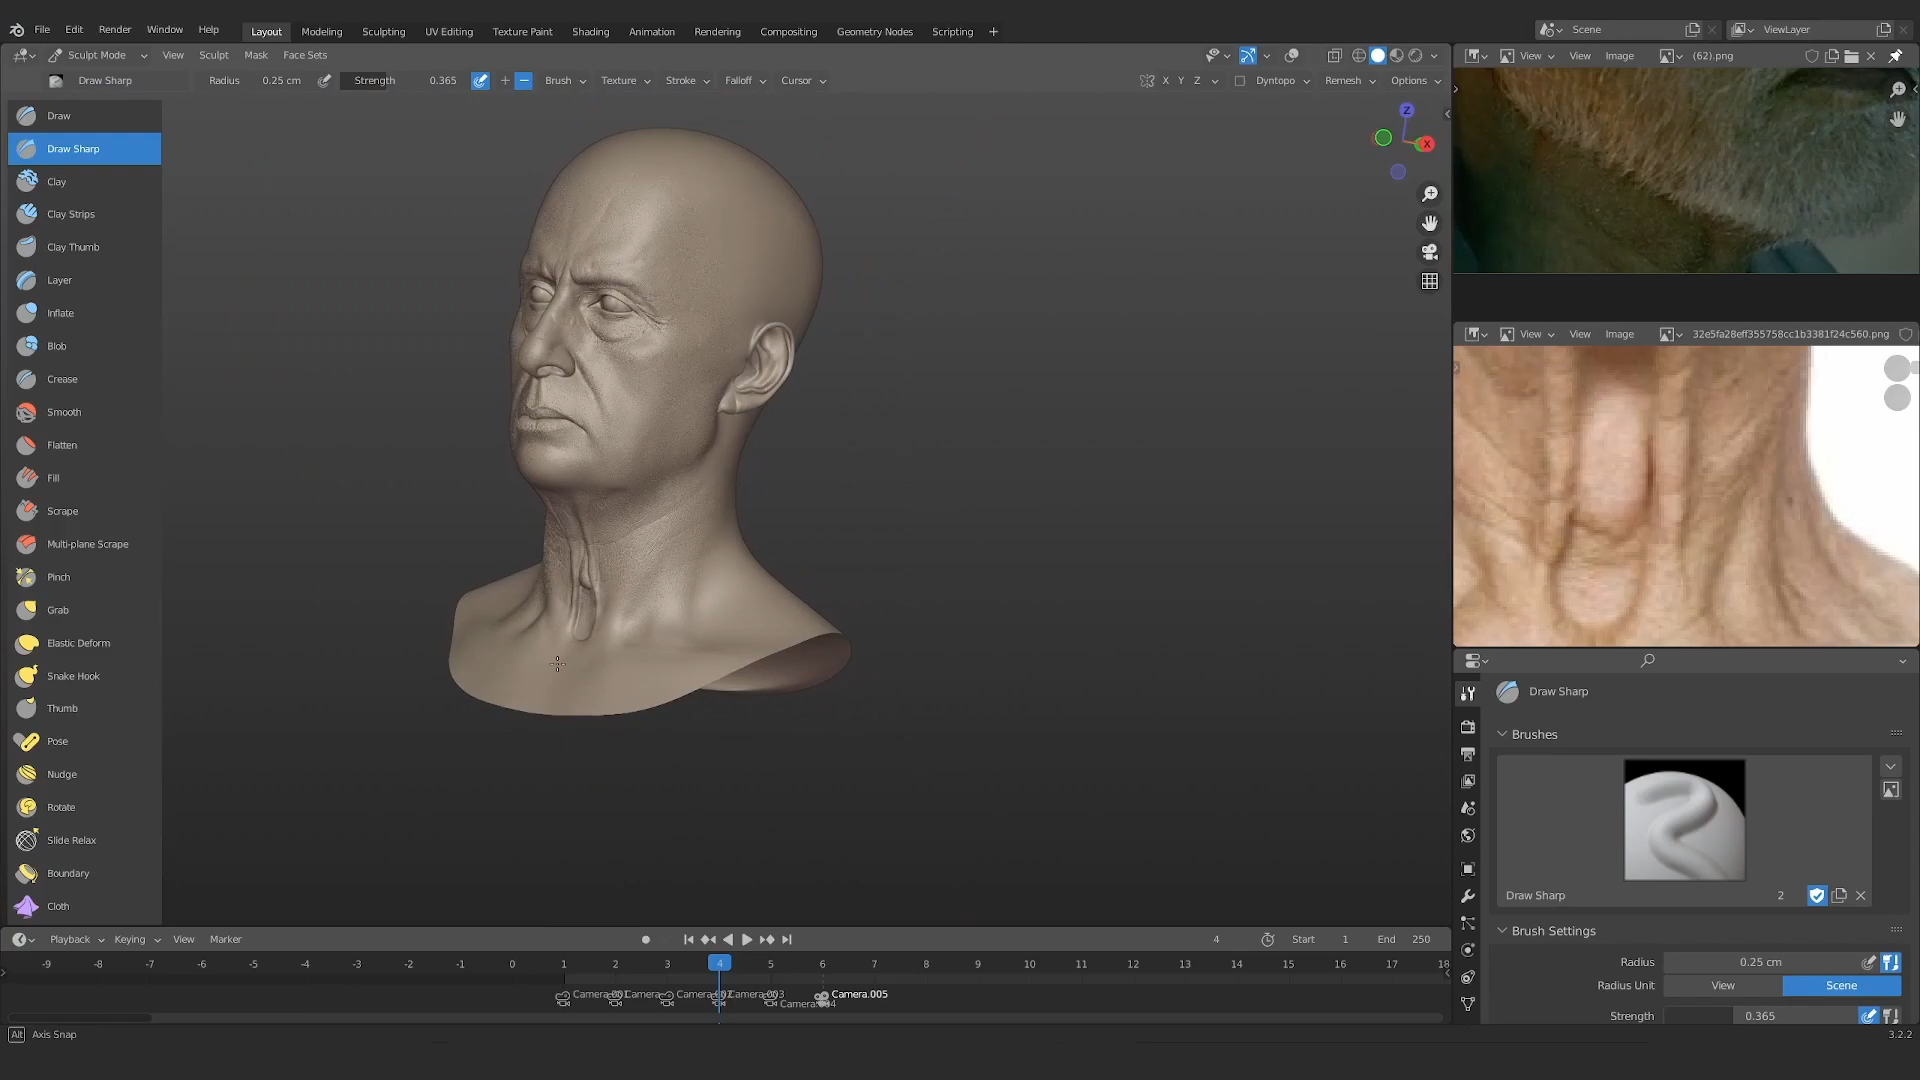 File Edit Render Window Help Layout Modeling Sculpting UV Editing Texture Paint Shading Animation Rendering Compositing Geometry Nodes Scripting + Scene ViewLayer
Sculpt Mode View Sculpt Mask Face Sets View View Image (62).png
Draw Sharp Radius 0.25 cm Strength 0.365 + − Brush Texture Stroke Falloff Cursor X Y Z Dyntopo Remesh Options
Draw
Draw Sharp
Clay
Clay Strips
Clay Thumb
Layer
Inflate
Blob
Crease
Smooth
Flatten
Fill
Scrape
Multi-plane Scrape
Pinch
Grab
Elastic Deform
Snake Hook
Thumb
Pose
Nudge
Rotate
Slide Relax
Boundary
Cloth
Z
X
View View Image 32e5fa28eff355758cc1b3381f24c560.png
Draw Sharp
Brushes
Draw Sharp 2
Brush Settings
Radius 0.25 cm
Radius Unit View Scene
Strength 0.365
Playback Keying View Marker 4 Start 1 End 250
-9 -8 -7 -6 -5 -4 -3 -2 -1 0 1 2 3 4 5 6 7 8 9 10 11 12 13 14 15 16 17 18
Camera.005
Alt Axis Snap 3.2.2